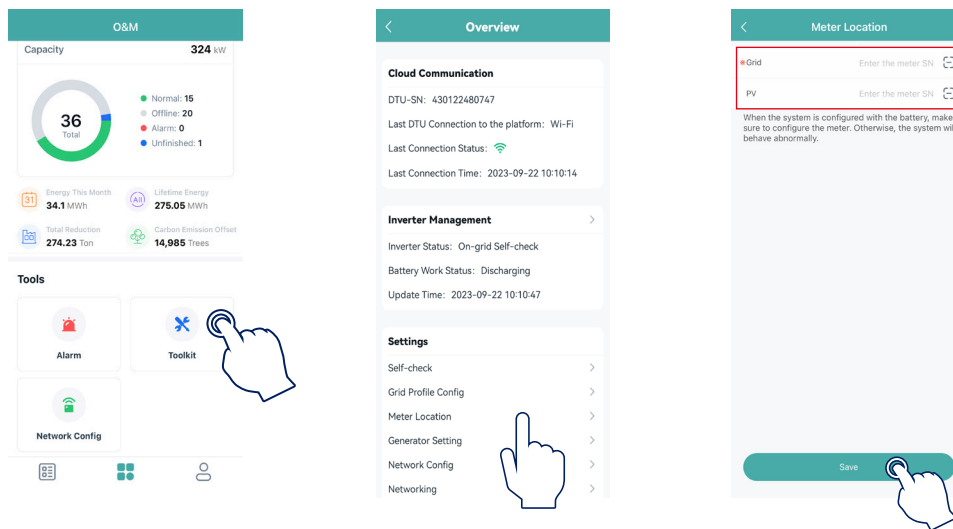 O&M
Capacity 324 kW
36
Total
Normal: 15
Offline: 20
Alarm: 0
Unfinished: 1
31
Energy This Month
34.1 MWh
All
Lifetime Energy
275.05 MWh
Total Reduction
274.23 Ton
Carbon Emission Offset
14,985 Trees
Tools
Alarm
Toolkit
Network Config
Overview
Cloud Communication
DTU-SN: 430122480747
Last DTU Connection to the platform: Wi-Fi
Last Connection Status:
Last Connection Time: 2023-09-22 10:10:14
Inverter Management
Inverter Status: On-grid Self-check
Battery Work Status: Discharging
Update Time: 2023-09-22 10:10:47
Settings
Self-check
Grid Profile Config
Meter Location
Generator Setting
Network Config
Networking
Meter Location
*Grid Enter the meter SN
PV Enter the meter SN
When the system is configured with the battery, make
sure to configure the meter. Otherwise, the system wil
behave abnormally.
Save